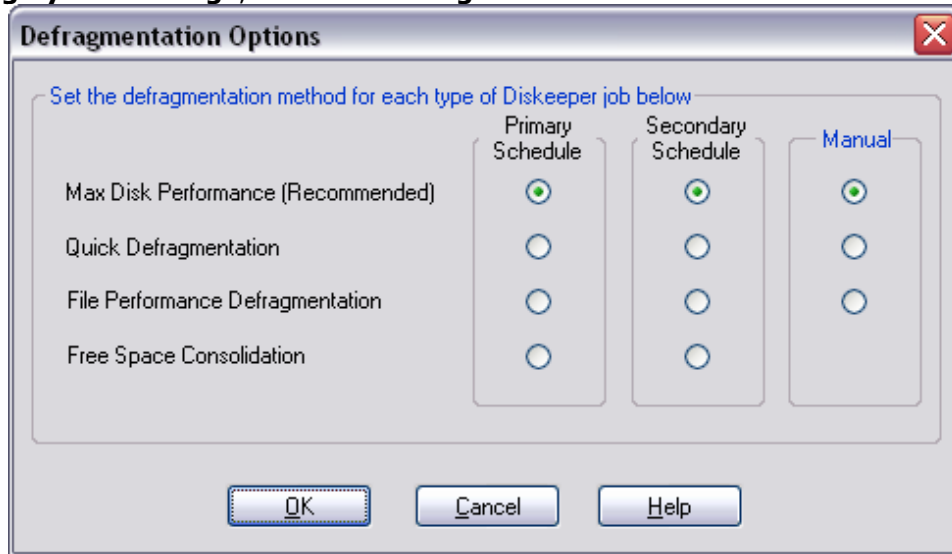 Defragmentation Options
Set the defragmentation method for each type of Diskeeper job below
Primary Schedule
Secondary Schedule
Manual
Max Disk Performance (Recommended)
Quick Defragmentation
File Performance Defragmentation
Free Space Consolidation
OK
Cancel
Help